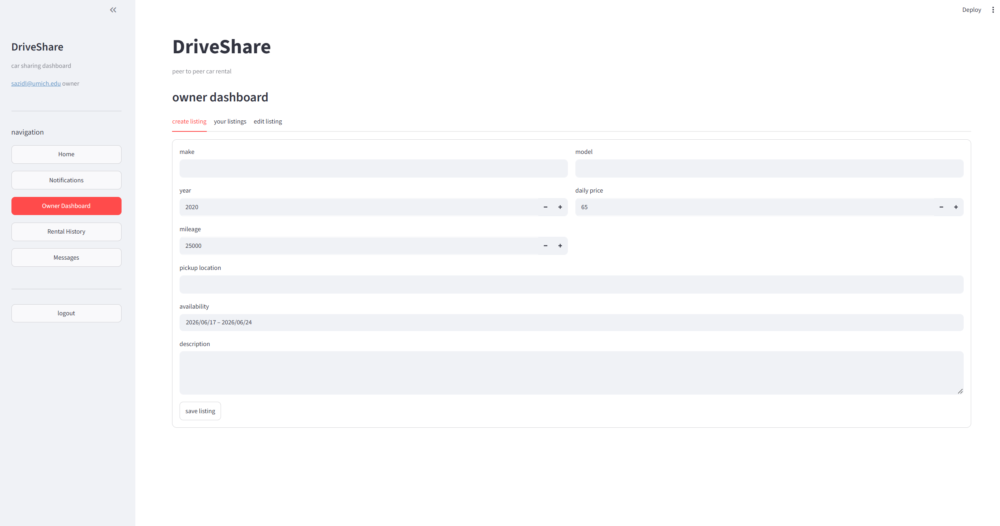 DriveShare
car sharing dashboard
sazidl@umich.edu owner
navigation
Home
Notifications
Owner Dashboard
Rental History
Messages
logout
Deploy
DriveShare
peer to peer car rental
owner dashboard
create listing your listings edit listing
make model
year daily price
2020 65
mileage
25000
pickup location
availability
2026/06/17 – 2026/06/24
description
save listing